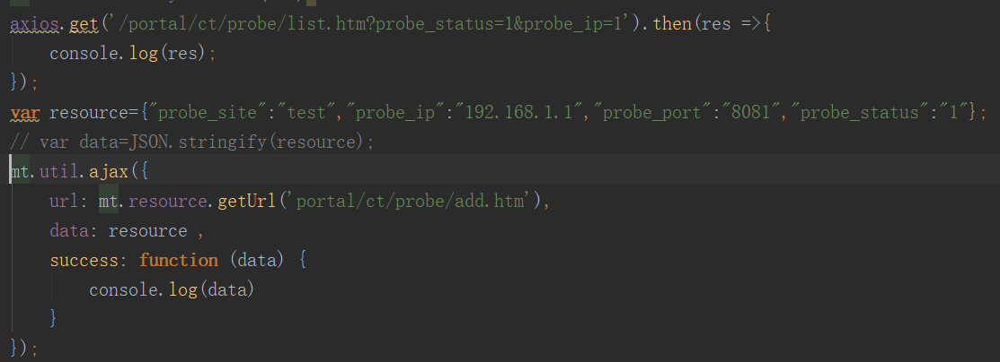 axios.get('/portal/ct/probe/list.htm?probe_status=1&probe_ip=1').then(res =>{
console.log(res);
});
var resource={"probe_site":"test","probe_ip":"192.168.1.1","probe_port":"8081","probe_status":"1"};
// var data=JSON.stringify(resource);
mt.util.ajax({
url: mt.resource.getUrl('portal/ct/probe/add.htm'),
data: resource ,
success: function (data) {
console.log(data)
}
});